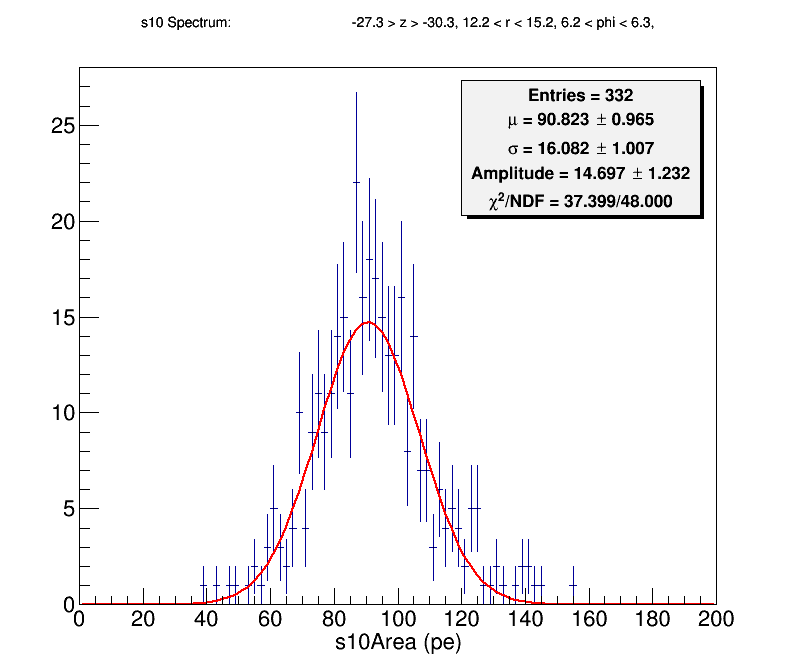 s10 Spectrum: -27.3 > z > -30.3, 12.2 < r < 15.2, 6.2 < phi < 6.3,
Entries = 332
μ = 90.823 ± 0.965
σ = 16.082 ± 1.007
Amplitude = 14.697 ± 1.232
χ²/NDF = 37.399/48.000
25
20
15
10
5
0
0 20 40 60 80 100 120 140 160 180 200
s10Area (pe)